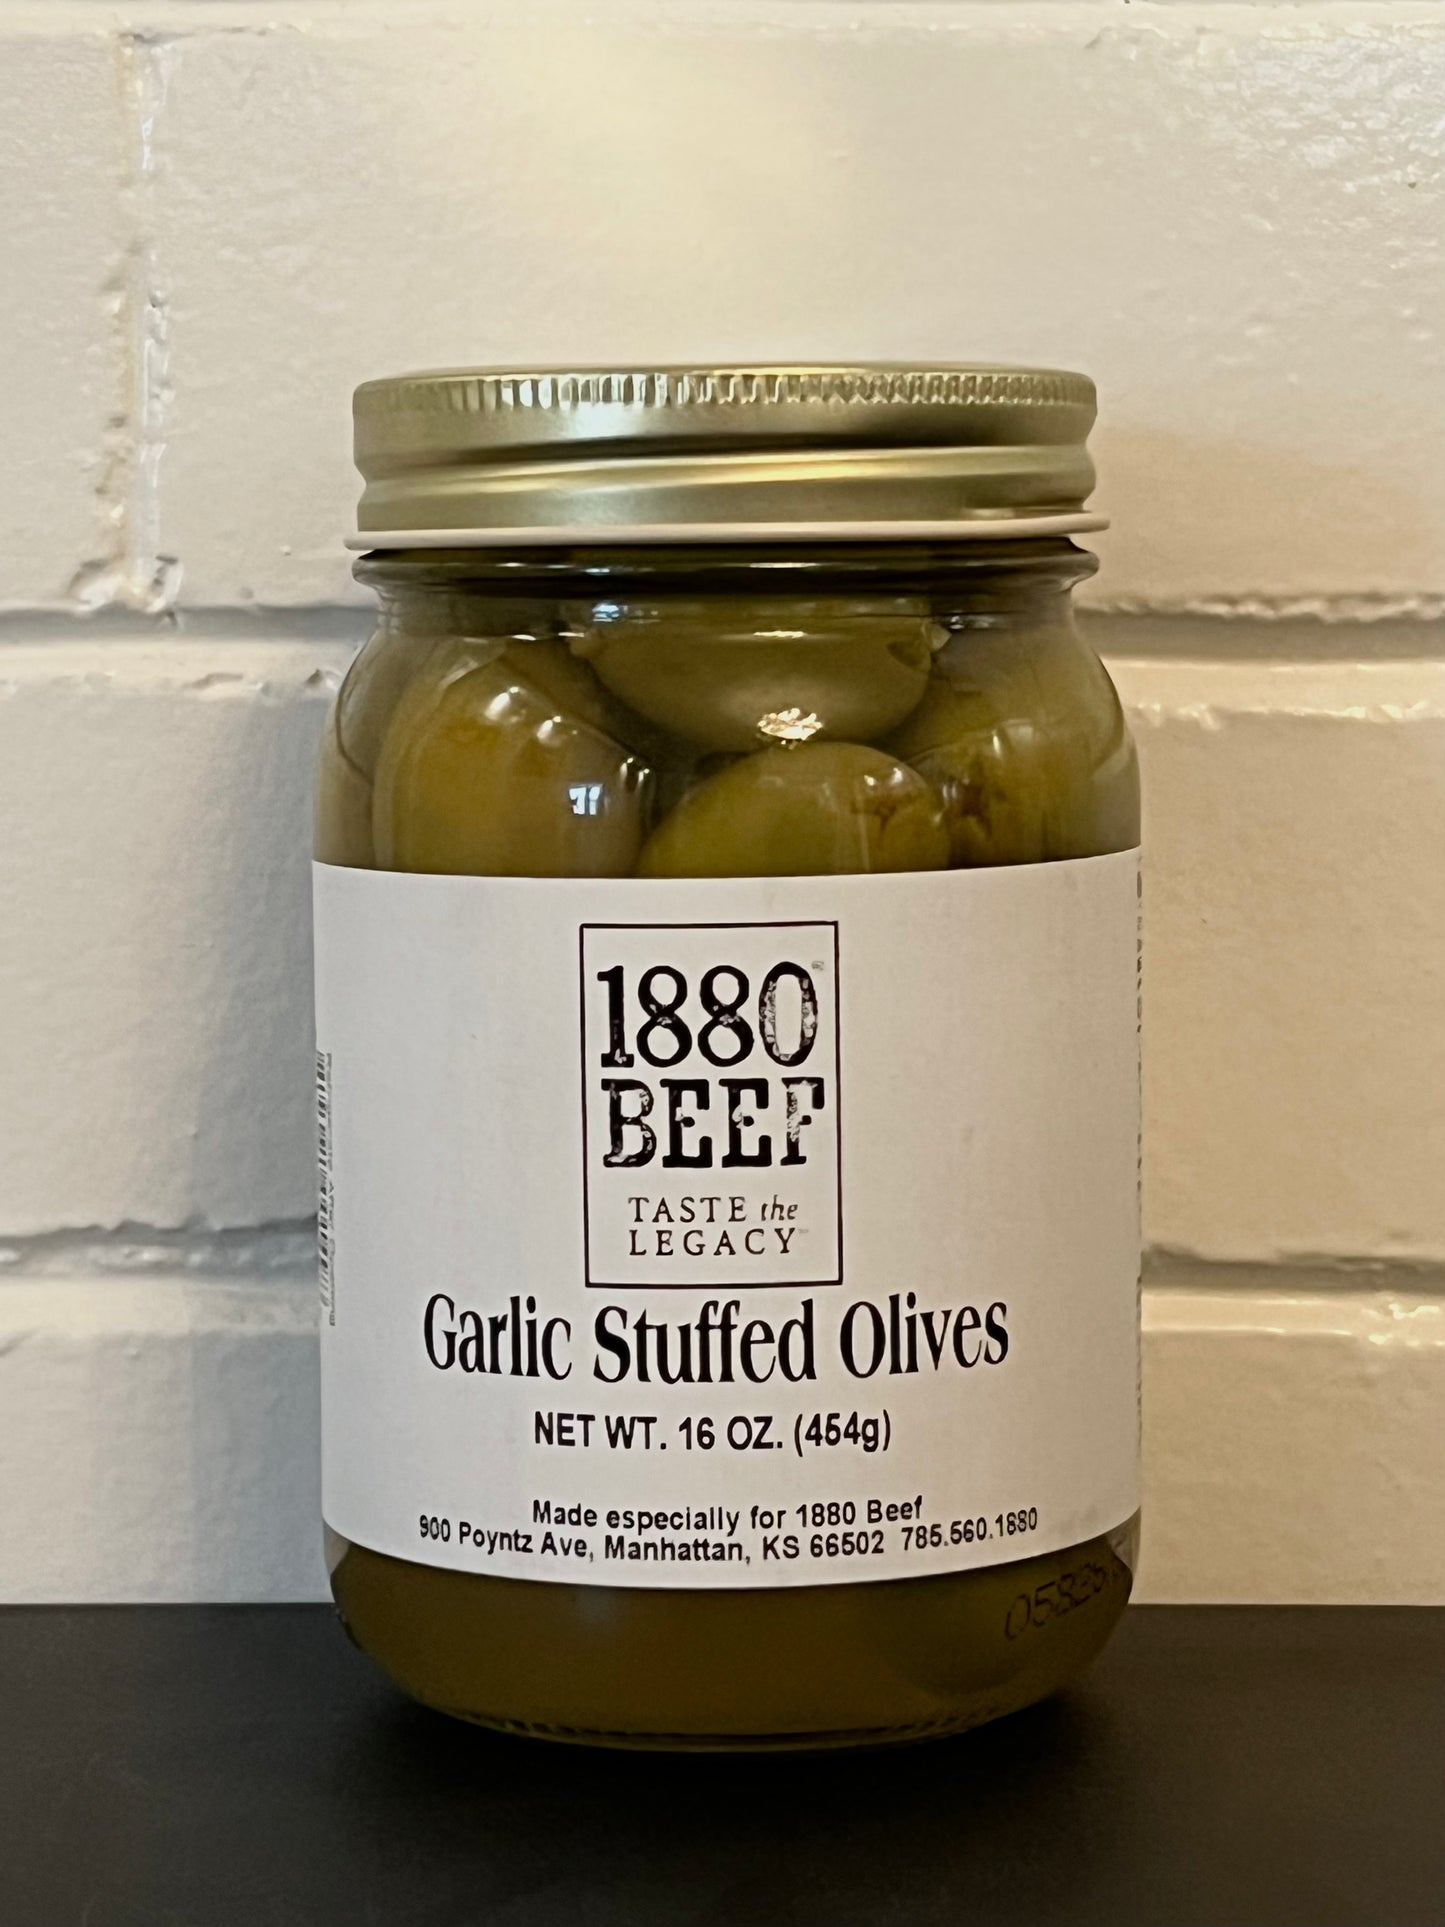 1880
BEEF
TASTE the
LEGACY
Garlic Stuffed Olives
NET WT. 16 OZ. (454g)
Made especially for 1880 Beef
900 Poyntz Ave, Manhattan, KS 66502 785.560.1880